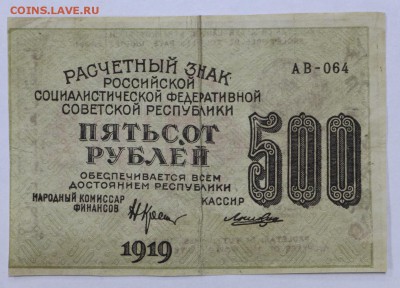 COINS.LAVE.RU
РАСЧЕТНЫЙ ЗНАК
АВ-064
РОССИЙСКОЙ
СОЦИАЛИСТИЧЕСКОЙ ФЕДЕРАТИВНОЙ
СОВЕТСКОЙ РЕСПУБЛИКИ
ПЯТЬСОТ
РУБЛЕЙ
500
ОБЕСПЕЧИВАЕТСЯ ВСЕМ
ДОСТОЯНИЕМ РЕСПУБЛИКИ
НАРОДНЫЙ КОМИССАР
ФИНАНСОВ
КАССИР
1919